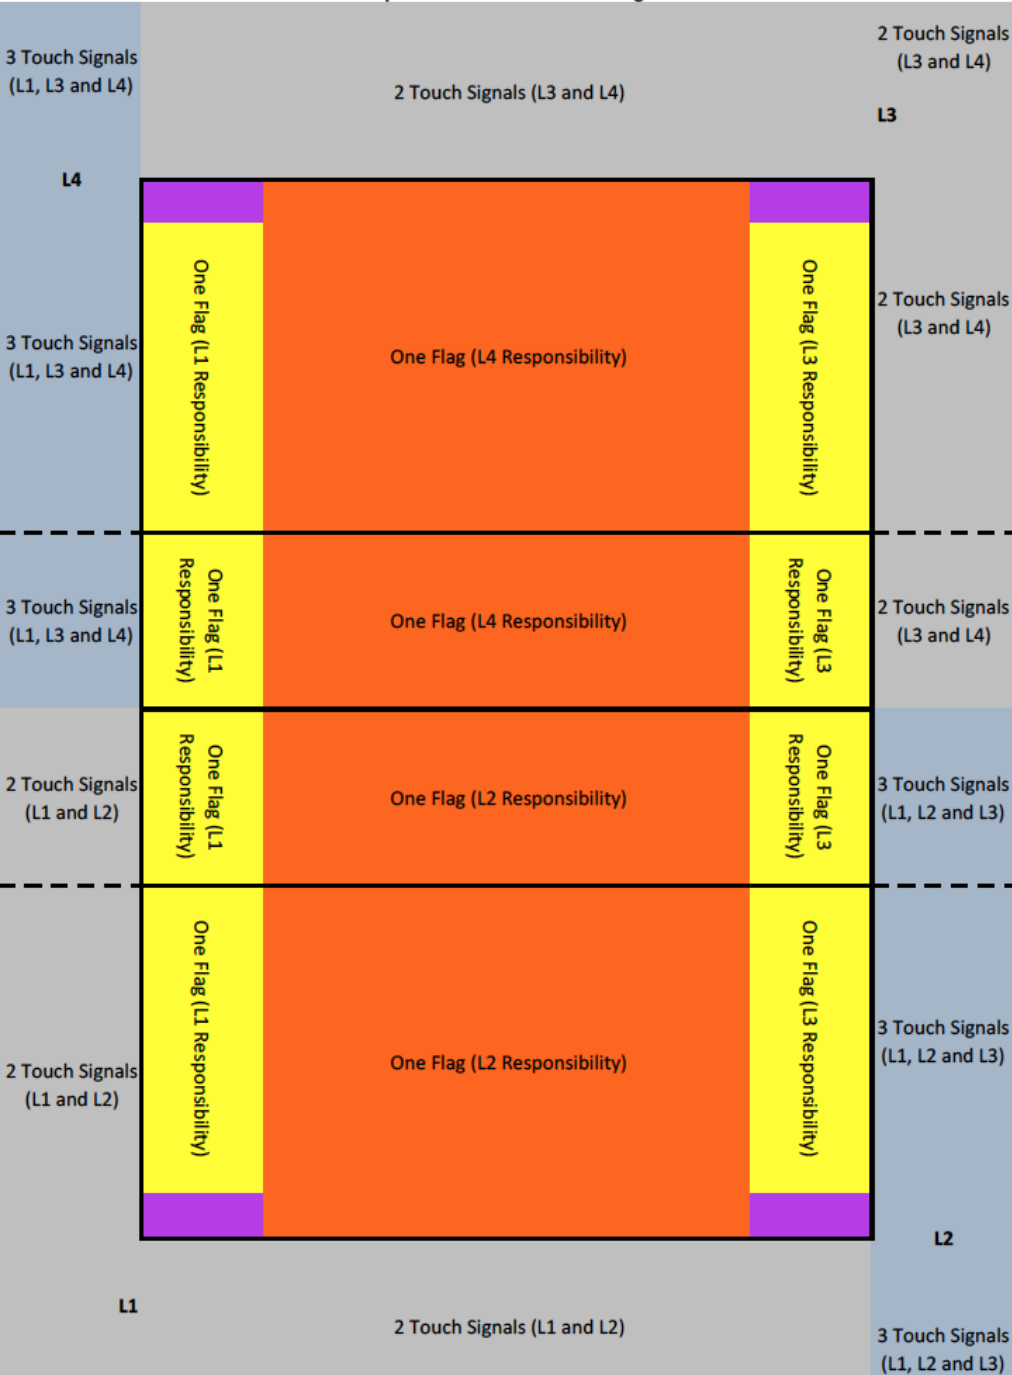 3 Touch Signals
(L1, L3 and L4)
2 Touch Signals (L3 and L4)
2 Touch Signals
(L3 and L4)
L3
L4
One Flag (L1 Responsibility)
One Flag (L4 Responsibility)
One Flag (L3 Responsibility)
3 Touch Signals
(L1, L3 and L4)
2 Touch Signals
(L3 and L4)
3 Touch Signals
(L1, L3 and L4)
One Flag (L1
Responsibility)
One Flag (L4 Responsibility)
One Flag (L3
Responsibility)
2 Touch Signals
(L3 and L4)
2 Touch Signals
(L1 and L2)
One Flag (L1
Responsibility)
One Flag (L2 Responsibility)
One Flag (L3
Responsibility)
3 Touch Signals
(L1, L2 and L3)
2 Touch Signals
(L1 and L2)
One Flag (L1 Responsibility)
One Flag (L2 Responsibility)
One Flag (L3 Responsibility)
3 Touch Signals
(L1, L2 and L3)
L2
L1
2 Touch Signals (L1 and L2)
3 Touch Signals
(L1, L2 and L3)